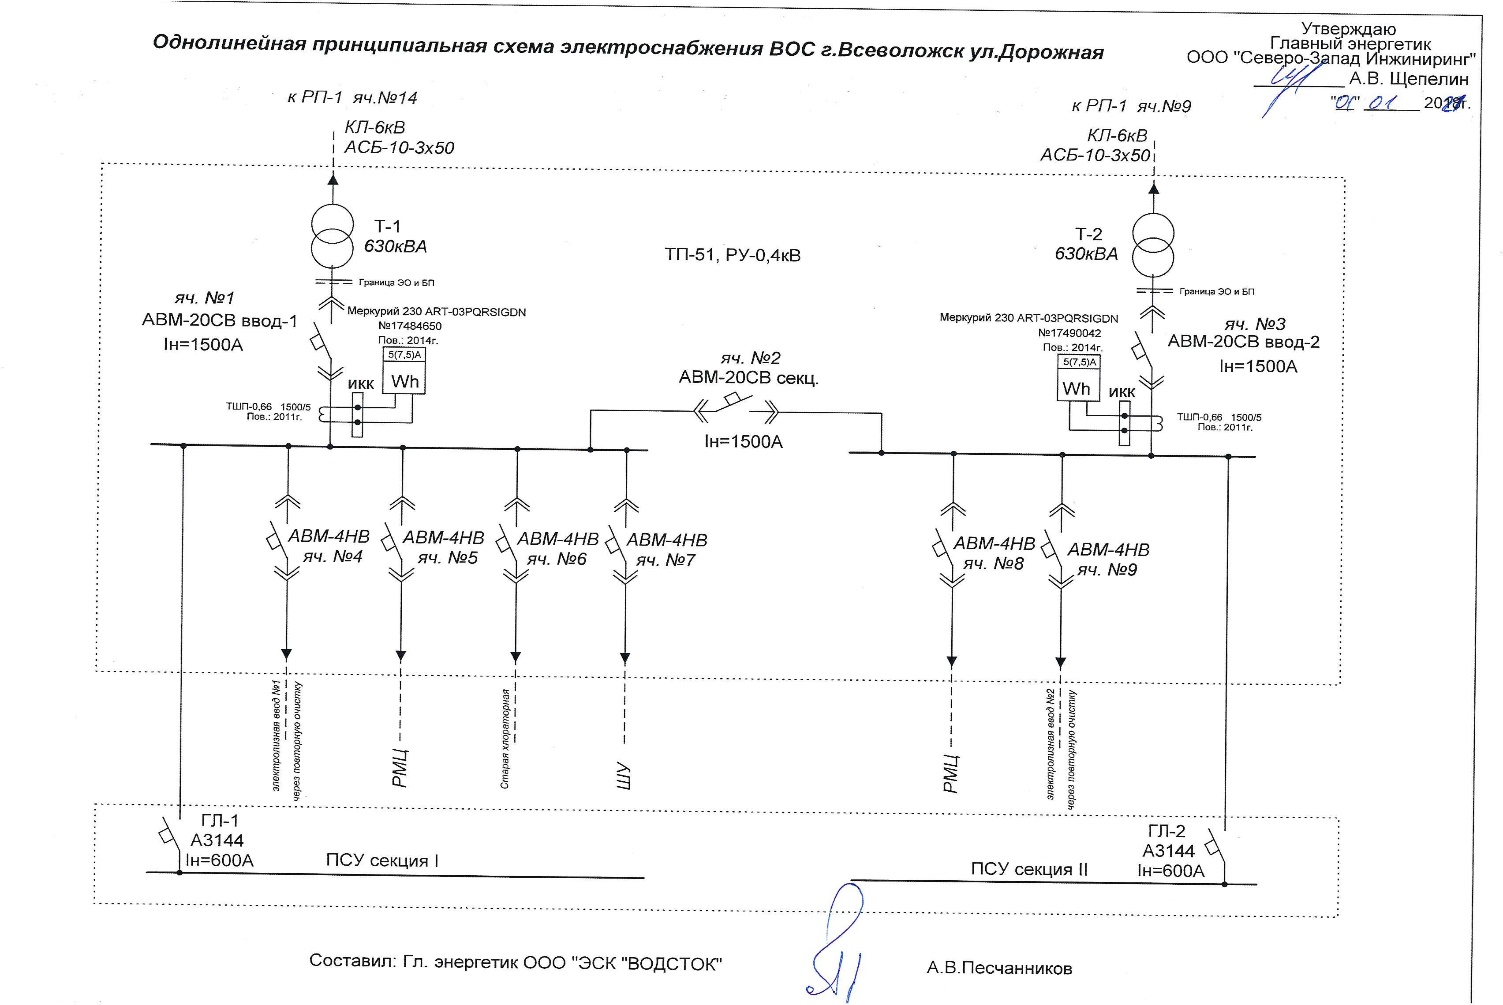 Однолинейная принципиальная схема электроснабжения ВОС г.Всеволожск ул.Дорожная
Утверждаю
Главный энергетик
ООО "Северо-Запад Инжиниринг"
А.В. Щепелин
"01" 01
к РП-1 яч.№14
КЛ-6кВ
АСБ-10-3х50
к РП-1 яч.№9
КЛ-6кВ
АСБ-10-3х50
Т-1
630кВА
ТП-51, РУ-0,4кВ
Т-2
630кВА
Граница ЭО и БП
Граница ЭО и БП
яч. №1
АВМ-20СВ ввод-1
Iн=1500А
Меркурий 230 ART-03PQRSIGDN
№17484650
Пов.: 2014г.
5(7,5)А
Wh
ИКК
ТШП-0,66 1500/5
Пов.: 2011г.
яч. №2
АВМ-20СВ секц.
Iн=1500А
Меркурий 230 ART-03PQRSIGDN
№17490042
Пов.: 2014г.
5(7,5)А
Wh
ИКК
яч. №3
АВМ-20СВ ввод-2
Iн=1500А
ТШП-0,66 1500/5
Пов.: 2011г.
АВМ-4НВ
яч. №4
АВМ-4НВ
яч. №5
АВМ-4НВ
яч. №6
АВМ-4НВ
яч. №7
АВМ-4НВ
яч. №8
АВМ-4НВ
яч. №9
электролизная ввод №1
через повторную очистку
РМЦ
Старая хлораторная
ШУ
РМЦ
электролизная ввод №2
через повторную очистку
ГЛ-1
А3144
Iн=600А
ПСУ секция I
ПСУ секция II
ГЛ-2
А3144
Iн=600А
Составил: Гл. энергетик ООО "ЭСК "ВОДСТОК"
А.В.Песчанников